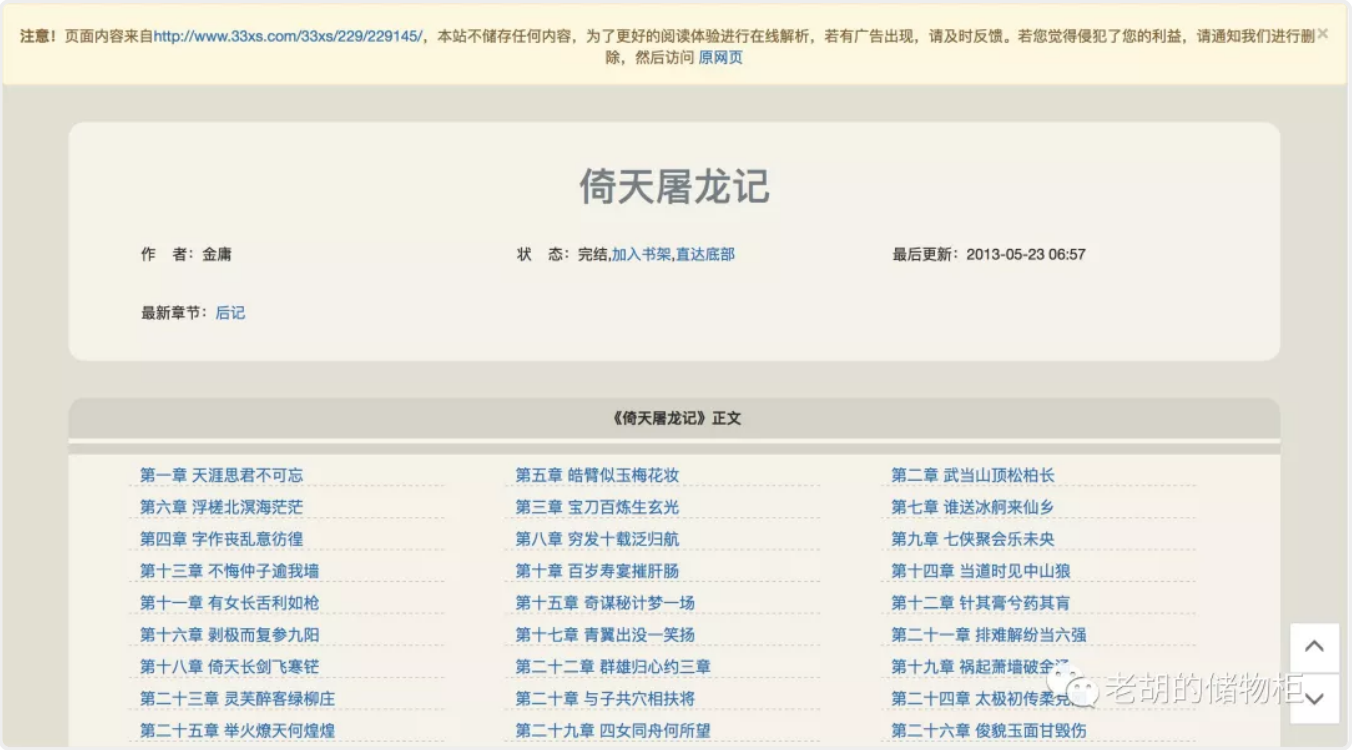 注意！页面内容来自http://www.33xs.com/33xs/229/229145/，本站不储存任何内容，为了更好的阅读体验进行在线解析，若有广告出现，请及时反馈。若您觉得侵犯了您的利益，请通知我们进行删
除，然后访问 原网页
×
倚天屠龙记
作 者：金庸 状 态：完结,加入书架,直达底部 最后更新：2013-05-23 06:57
最新章节：后记
《倚天屠龙记》正文
第一章 天涯思君不可忘 第五章 皓臂似玉梅花妆 第二章 武当山顶松柏长
第六章 浮槎北溟海茫茫 第三章 宝刀百炼生玄光 第七章 谁送冰舸来仙乡
第四章 字作丧乱意彷徨 第八章 穷发十载泛归航 第九章 七侠聚会乐未央
第十三章 不悔仲子逾我墙 第十章 百岁寿宴摧肝肠 第十四章 当道时见中山狼
第十一章 有女长舌利如枪 第十五章 奇谋秘计梦一场 第十二章 针其膏兮药其肓
第十六章 剥极而复参九阳 第十七章 青翼出没一笑扬 第二十一章 排难解纷当六强
第十八章 倚天长剑飞寒铓 第二十二章 群雄归心约三章 第十九章 祸起萧墙破金
第二十三章 灵芙醉客绿柳庄 第二十章 与子共穴相扶将 第二十四章 太极初传柔克
老胡的储物柜
第二十五章 举火燎天何煌煌 第二十九章 四女同舟何所望 第二十六章 俊貌玉面甘毁伤